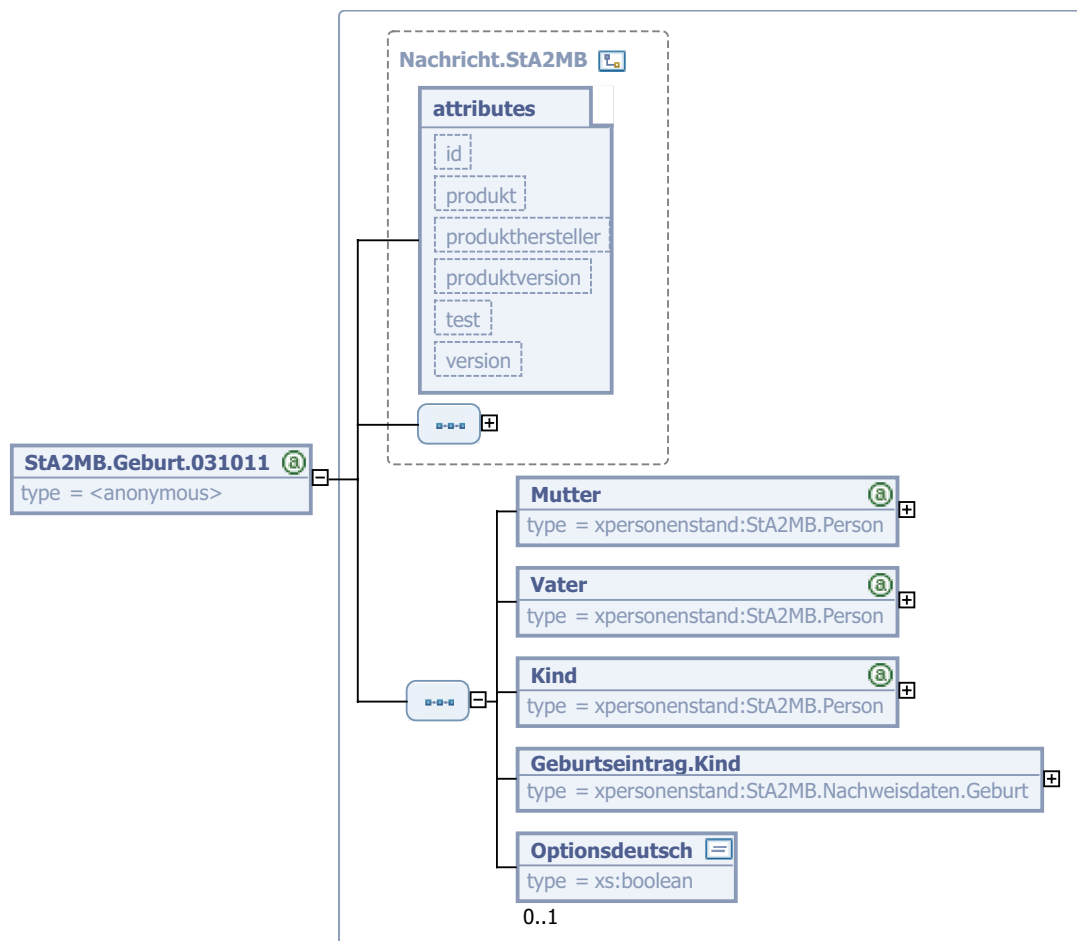 Nachricht.StA2MB
attributes
id
produkt
produkthersteller
produktversion
test
version
StA2MB.Geburt.031011
type = <anonymous>
Mutter
type = xpersonenstand:StA2MB.Person
Vater
type = xpersonenstand:StA2MB.Person
Kind
type = xpersonenstand:StA2MB.Person
Geburtseintrag.Kind
type = xpersonenstand:StA2MB.Nachweisdaten.Geburt
Optionsdeutsch
type = xs:boolean
0..1